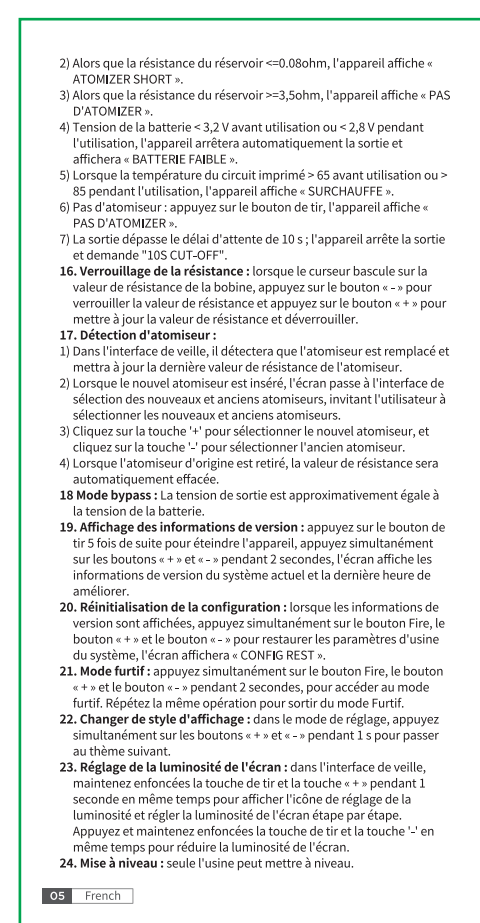 2) Alors que la résistance du réservoir <=0.08ohm, l'appareil affiche «
ATOMIZER SHORT ».
3) Alors que la résistance du réservoir >=3,5ohm, l'appareil affiche « PAS
D'ATOMIZER ».
4) Tension de la batterie < 3,2 V avant utilisation ou < 2,8 V pendant
l'utilisation, l'appareil arrêtera automatiquement la sortie et
affichera « BATTERIE FAIBLE ».
5) Lorsque la température du circuit imprimé > 65 avant utilisation ou >
85 pendant l'utilisation, l'appareil affiche « SURCHAUFFE ».
6) Pas d'atomiseur : appuyez sur le bouton de tir, l'appareil affiche «
PAS D'ATOMIZER ».
7) La sortie dépasse le délai d'attente de 10 s ; l'appareil arrête la sortie
et demande "10S CUT-OFF".
16. Verrouillage de la résistance : lorsque le curseur bascule sur la
valeur de résistance de la bobine, appuyez sur le bouton « - » pour
verrouiller la valeur de résistance et appuyez sur le bouton « + » pour
mettre à jour la valeur de résistance et déverrouiller.
17. Détection d'atomiseur :
1) Dans l'interface de veille, il détectera que l'atomiseur est remplacé et
mettra à jour la dernière valeur de résistance de l'atomiseur.
2) Lorsque le nouvel atomiseur est inséré, l'écran passe à l'interface de
sélection des nouveaux et anciens atomiseurs, invitant l'utilisateur à
sélectionner les nouveaux et anciens atomiseurs.
3) Cliquez sur la touche '+' pour sélectionner le nouvel atomiseur, et
cliquez sur la touche '-' pour sélectionner l'ancien atomiseur.
4) Lorsque l'atomiseur d'origine est retiré, la valeur de résistance sera
automatiquement effacée.
18 Mode bypass : La tension de sortie est approximativement égale à
la tension de la batterie.
19. Affichage des informations de version : appuyez sur le bouton de
tir 5 fois de suite pour éteindre l'appareil, appuyez simultanément
sur les boutons « + » et « - » pendant 2 secondes, l'écran affiche les
informations de version du système actuel et la dernière heure de
améliorer.
20. Réinitialisation de la configuration : lorsque les informations de
version sont affichées, appuyez simultanément sur le bouton Fire, le
bouton « + » et le bouton « - » pour restaurer les paramètres d'usine
du système, l'écran affichera « CONFIG REST ».
21. Mode furtif : appuyez simultanément sur le bouton Fire, le bouton
« + » et le bouton « - » pendant 2 secondes, pour accéder au mode
furtif. Répétez la même opération pour sortir du mode Furtif.
22. Changer de style d'affichage : dans le mode de réglage, appuyez
simultanément sur les boutons « + » et « - » pendant 1 s pour passer
au thème suivant.
23. Réglage de la luminosité de l'écran : dans l'interface de veille,
maintenez enfoncées la touche de tir et la touche « + » pendant 1
seconde en même temps pour afficher l'icône de réglage de la
luminosité et régler la luminosité de l'écran étape par étape.
Appuyez et maintenez enfoncées la touche de tir et la touche '-' en
même temps pour réduire la luminosité de l'écran.
24. Mise à niveau : seule l'usine peut mettre à niveau.
05 French